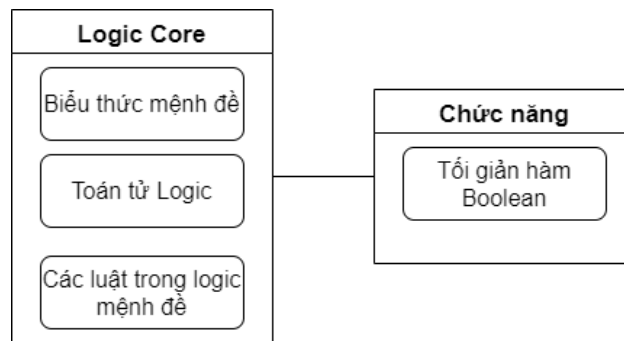 Logic Core
Biểu thức mệnh đề
Toán tử Logic
Các luật trong logic
mệnh đề
Chức năng
Tối giản hàm
Boolean